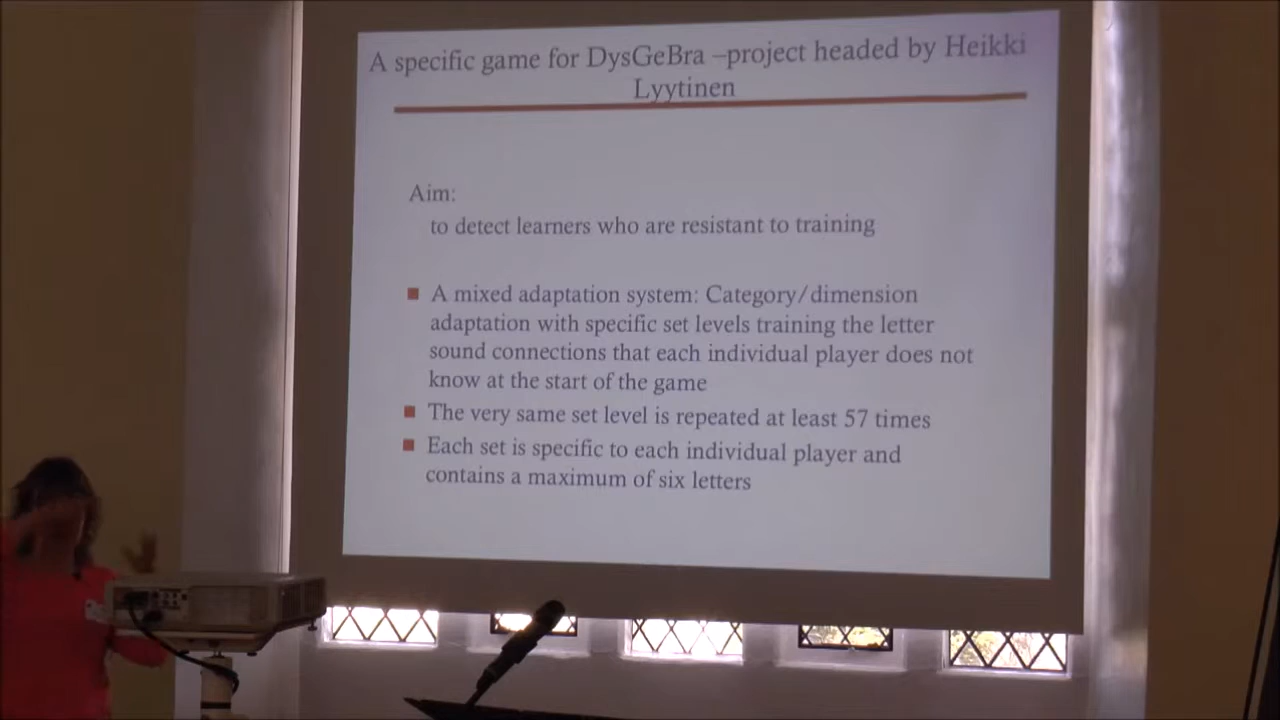 A specific game for DysGeBra –project headed by Heikki
Lyytinen
Aim:
to detect learners who are resistant to training
A mixed adaptation system: Category/dimension
adaptation with specific set levels training the letter
sound connections that each individual player does not
know at the start of the game
The very same set level is repeated at least 57 times
Each set is specific to each individual player and
contains a maximum of six letters